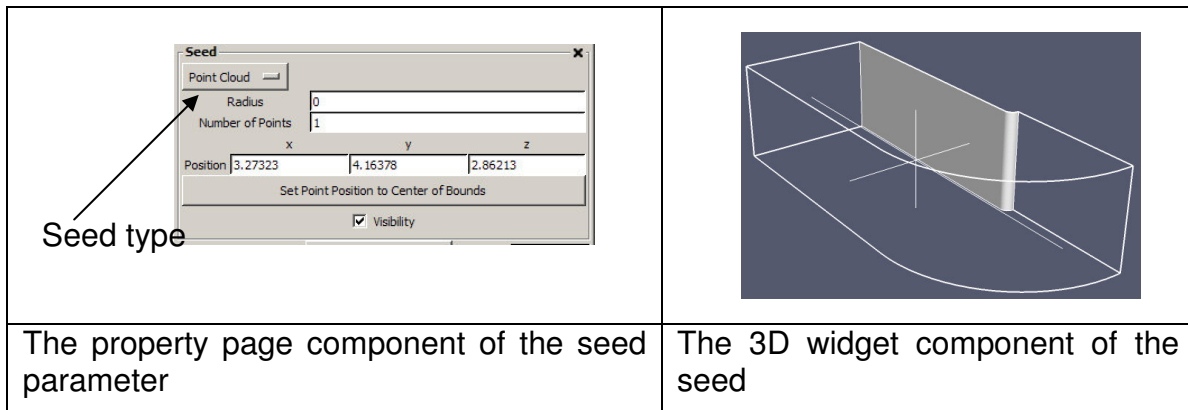 Seed
Point Cloud
Radius 0
Number of Points 1
x y z
Position 3.27323 4.16378 2.86213
Set Point Position to Center of Bounds
Visibility
Seed type
The property page component of the seed
parameter
The 3D widget component of the
seed